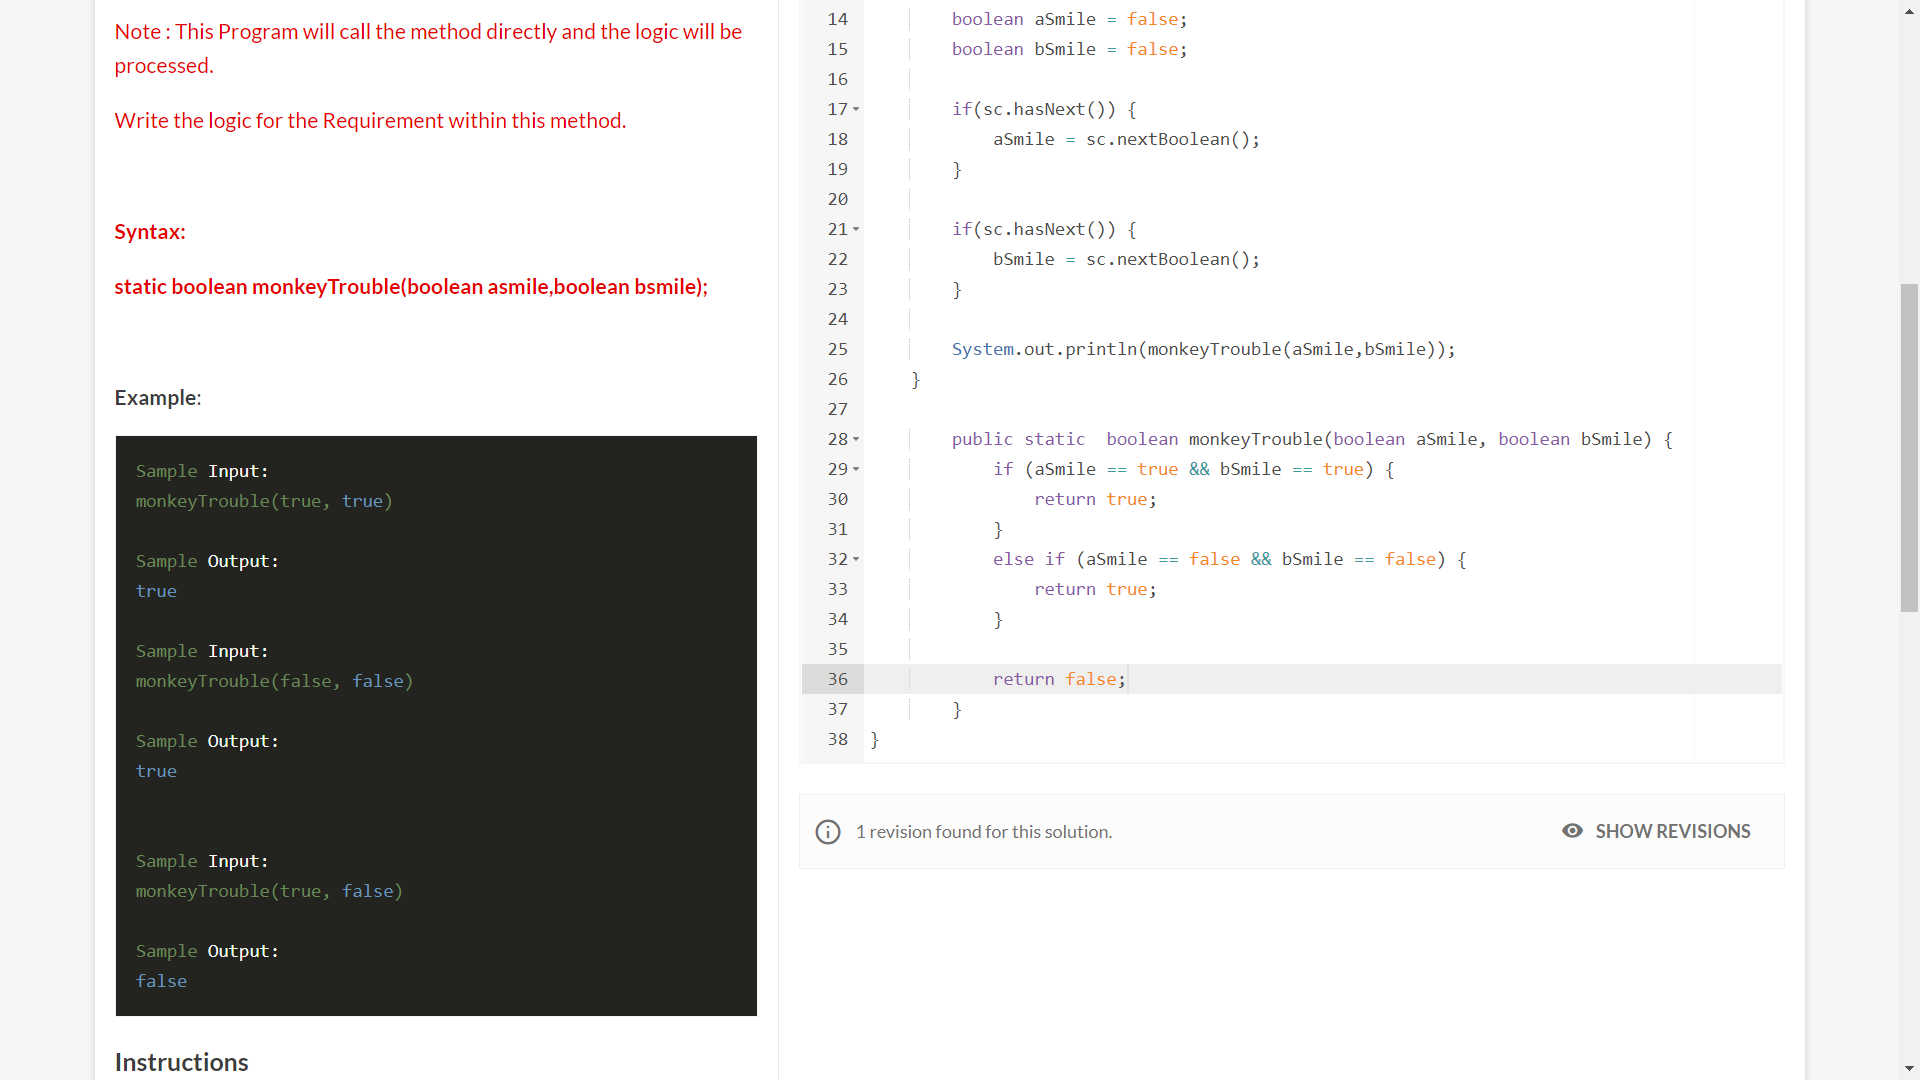 Note : This Program will call the method directly and the logic will be
processed.
Write the logic for the Requirement within this method.
Syntax:
static boolean monkeyTrouble(boolean asmile,boolean bsmile);
Example:
Sample Input:
monkeyTrouble(true, true)
Sample Output:
true
Sample Input:
monkeyTrouble(false, false)
Sample Output:
true
Sample Input:
monkeyTrouble(true, false)
Sample Output:
false
Instructions
14 boolean aSmile = false;
15 boolean bSmile = false;
16
17 if(sc.hasNext()) {
18 aSmile = sc.nextBoolean();
19 }
20
21 if(sc.hasNext()) {
22 bSmile = sc.nextBoolean();
23 }
24
25 System.out.println(monkeyTrouble(aSmile,bSmile));
26 }
27
28 public static  boolean monkeyTrouble(boolean aSmile, boolean bSmile) {
29 if (aSmile == true && bSmile == true) {
30 return true;
31 }
32 else if (aSmile == false && bSmile == false) {
33 return true;
34 }
35
36 return false;
37 }
38 }
1 revision found for this solution.
SHOW REVISIONS